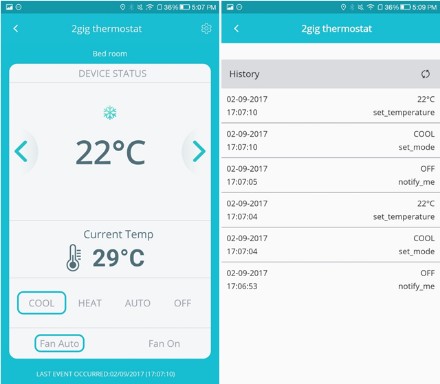 36% 5:07 PM
2gig thermostat
Bed room
DEVICE STATUS
22°C
Current Temp
29°C
COOL HEAT AUTO OFF
Fan Auto Fan On
LAST EVENT OCCURRED:02/09/2017 (17:07:10)
36% 5:09 PM
2gig thermostat
History
02-09-2017 22°C
17:07:10 set_temperature
02-09-2017 COOL
17:07:10 set_mode
02-09-2017 OFF
17:07:05 notify_me
02-09-2017 22°C
17:07:04 set_temperature
02-09-2017 COOL
17:07:04 set_mode
02-09-2017 OFF
17:06:53 notify_me